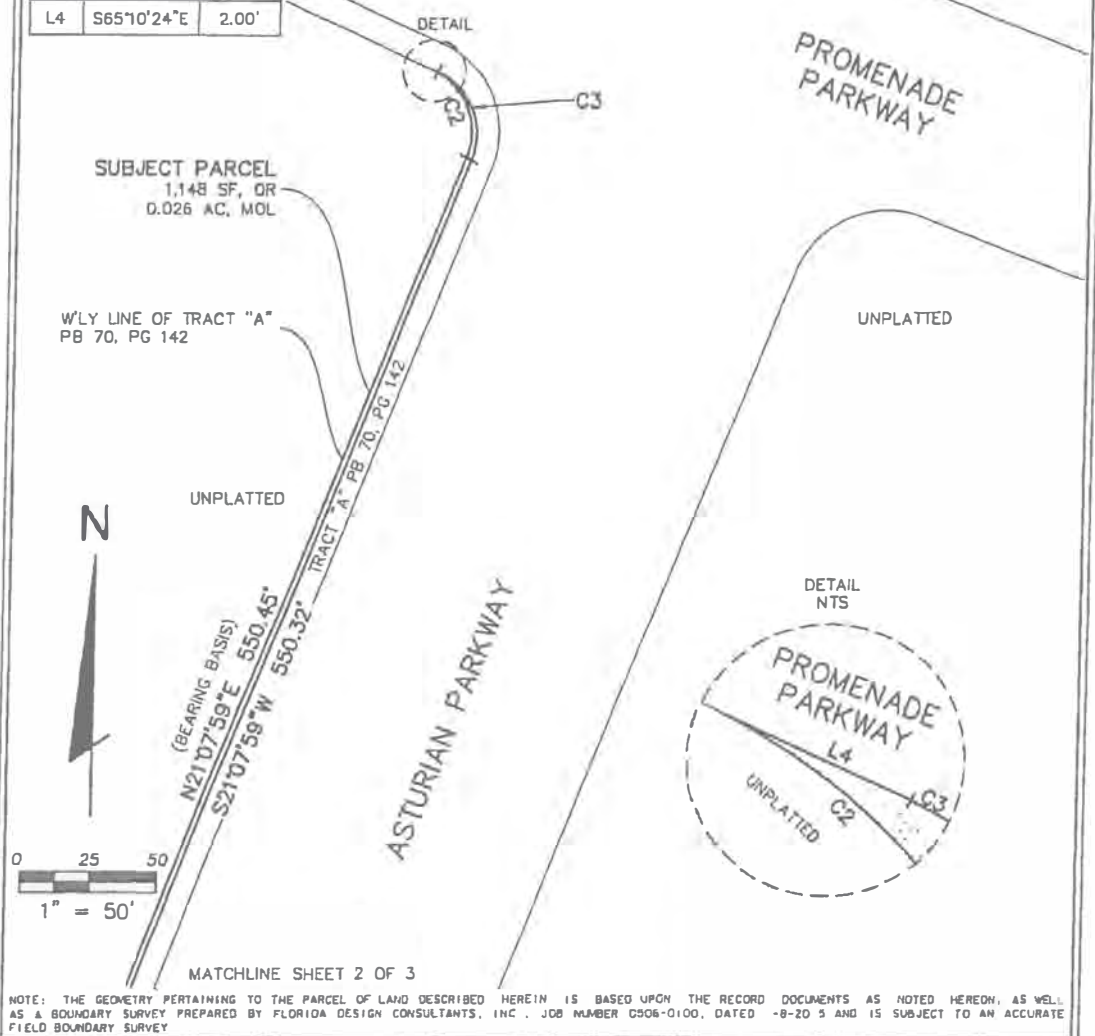 L4 S65°10'24"E 2.00'
DETAIL
PROMENADE
PARKWAY
C2
C3
SUBJECT PARCEL
1,148 SF, OR
0.026 AC, MOL
W'LY LINE OF TRACT "A"
PB 70, PG 142
UNPLATTED
TRACT "A" PB 70, PG 142
UNPLATTED
N
(BEARING BASIS)
N21°07'59"E 550.45'
S21°07'59"W 550.32'
ASTURIAN PARKWAY
DETAIL
NTS
PROMENADE
PARKWAY
L4
C3
C2
UNPLATTED
0 25 50
1" = 50'
MATCHLINE SHEET 2 OF 3
NOTE: THE GEOMETRY PERTAINING TO THE PARCEL OF LAND DESCRIBED HEREIN IS BASED UPON THE RECORD DOCUMENTS AS NOTED HEREON, AS WELL
AS A BOUNDARY SURVEY PREPARED BY FLORIDA DESIGN CONSULTANTS, INC . JOB NUMBER C506-0100, DATED -8-20 5 AND IS SUBJECT TO AN ACCURATE
FIELD BOUNDARY SURVEY